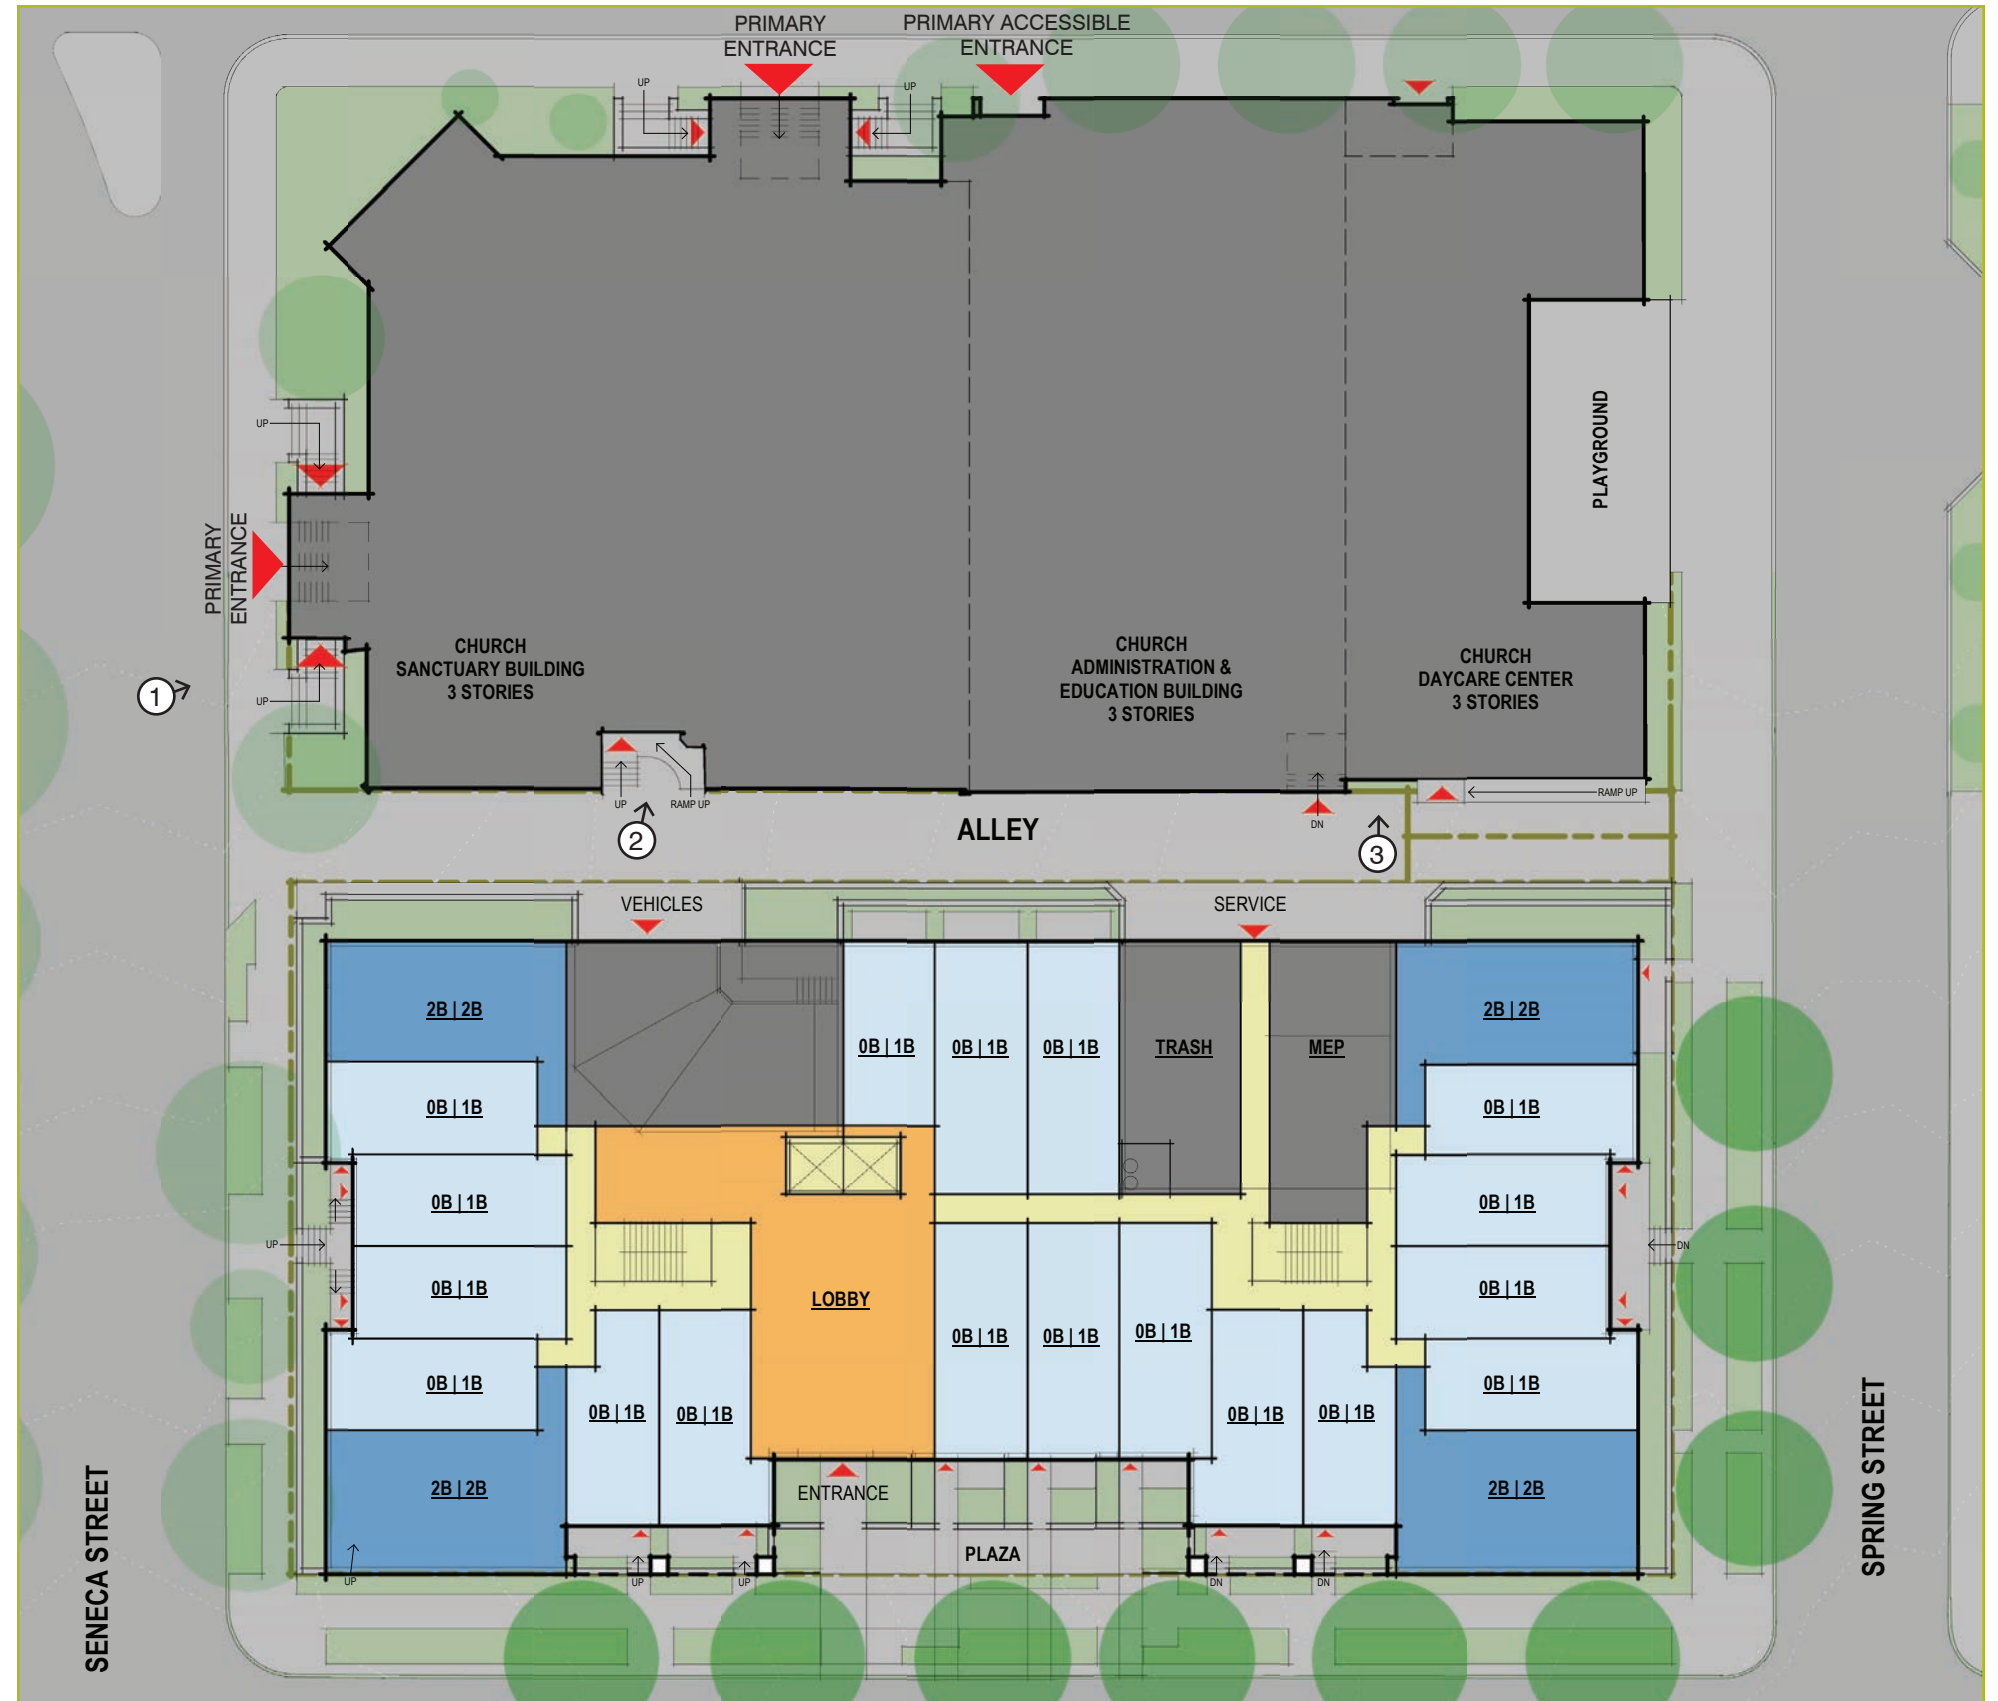 PRIMARY
ENTRANCE
PRIMARY ACCESSIBLE
ENTRANCE
UP
UP
UP
PRIMARY
ENTRANCE
PLAYGROUND
CHURCH
SANCTUARY BUILDING
3 STORIES
CHURCH
ADMINISTRATION &
EDUCATION BUILDING
3 STORIES
CHURCH
DAYCARE CENTER
3 STORIES
1
UP
UP
RAMP UP
RAMP UP
2
ALLEY
DN
3
VEHICLES
SERVICE
2B | 2B
2B | 2B
0B | 1B
0B | 1B
0B | 1B
TRASH
MEP
0B | 1B
0B | 1B
0B | 1B
0B | 1B
UP
DN
0B | 1B
LOBBY
0B | 1B
0B | 1B
0B | 1B
0B | 1B
0B | 1B
0B | 1B
0B | 1B
0B | 1B
0B | 1B
0B | 1B
2B | 2B
ENTRANCE
2B | 2B
PLAZA
UP
UP
UP
DN
DN
SENECA STREET
SPRING STREET